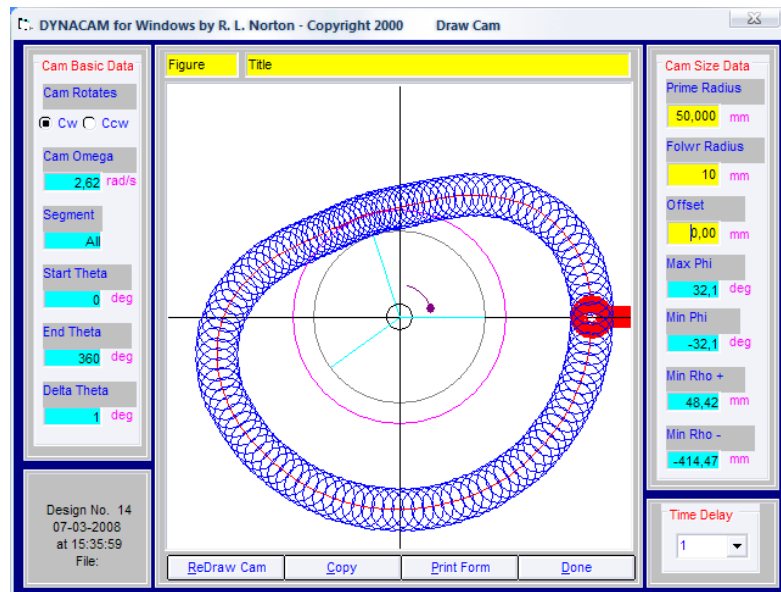 DYNACAM for Windows by R. L. Norton - Copyright 2000 Draw Cam
Cam Basic Data
Cam Rotates
Cw Ccw
Cam Omega
2,62 rad/s
Segment
All
Start Theta
0 deg
End Theta
360 deg
Delta Theta
1 deg
Design No. 14
07-03-2008
at 15:35:59
File:
Figure Title
ReDraw Cam Copy Print Form Done
Cam Size Data
Prime Radius
50,000 mm
Folwr Radius
10 mm
Offset
0,00 mm
Max Phi
32,1 deg
Min Phi
-32,1 deg
Min Rho +
48,42 mm
Min Rho -
-414,47 mm
Time Delay
1